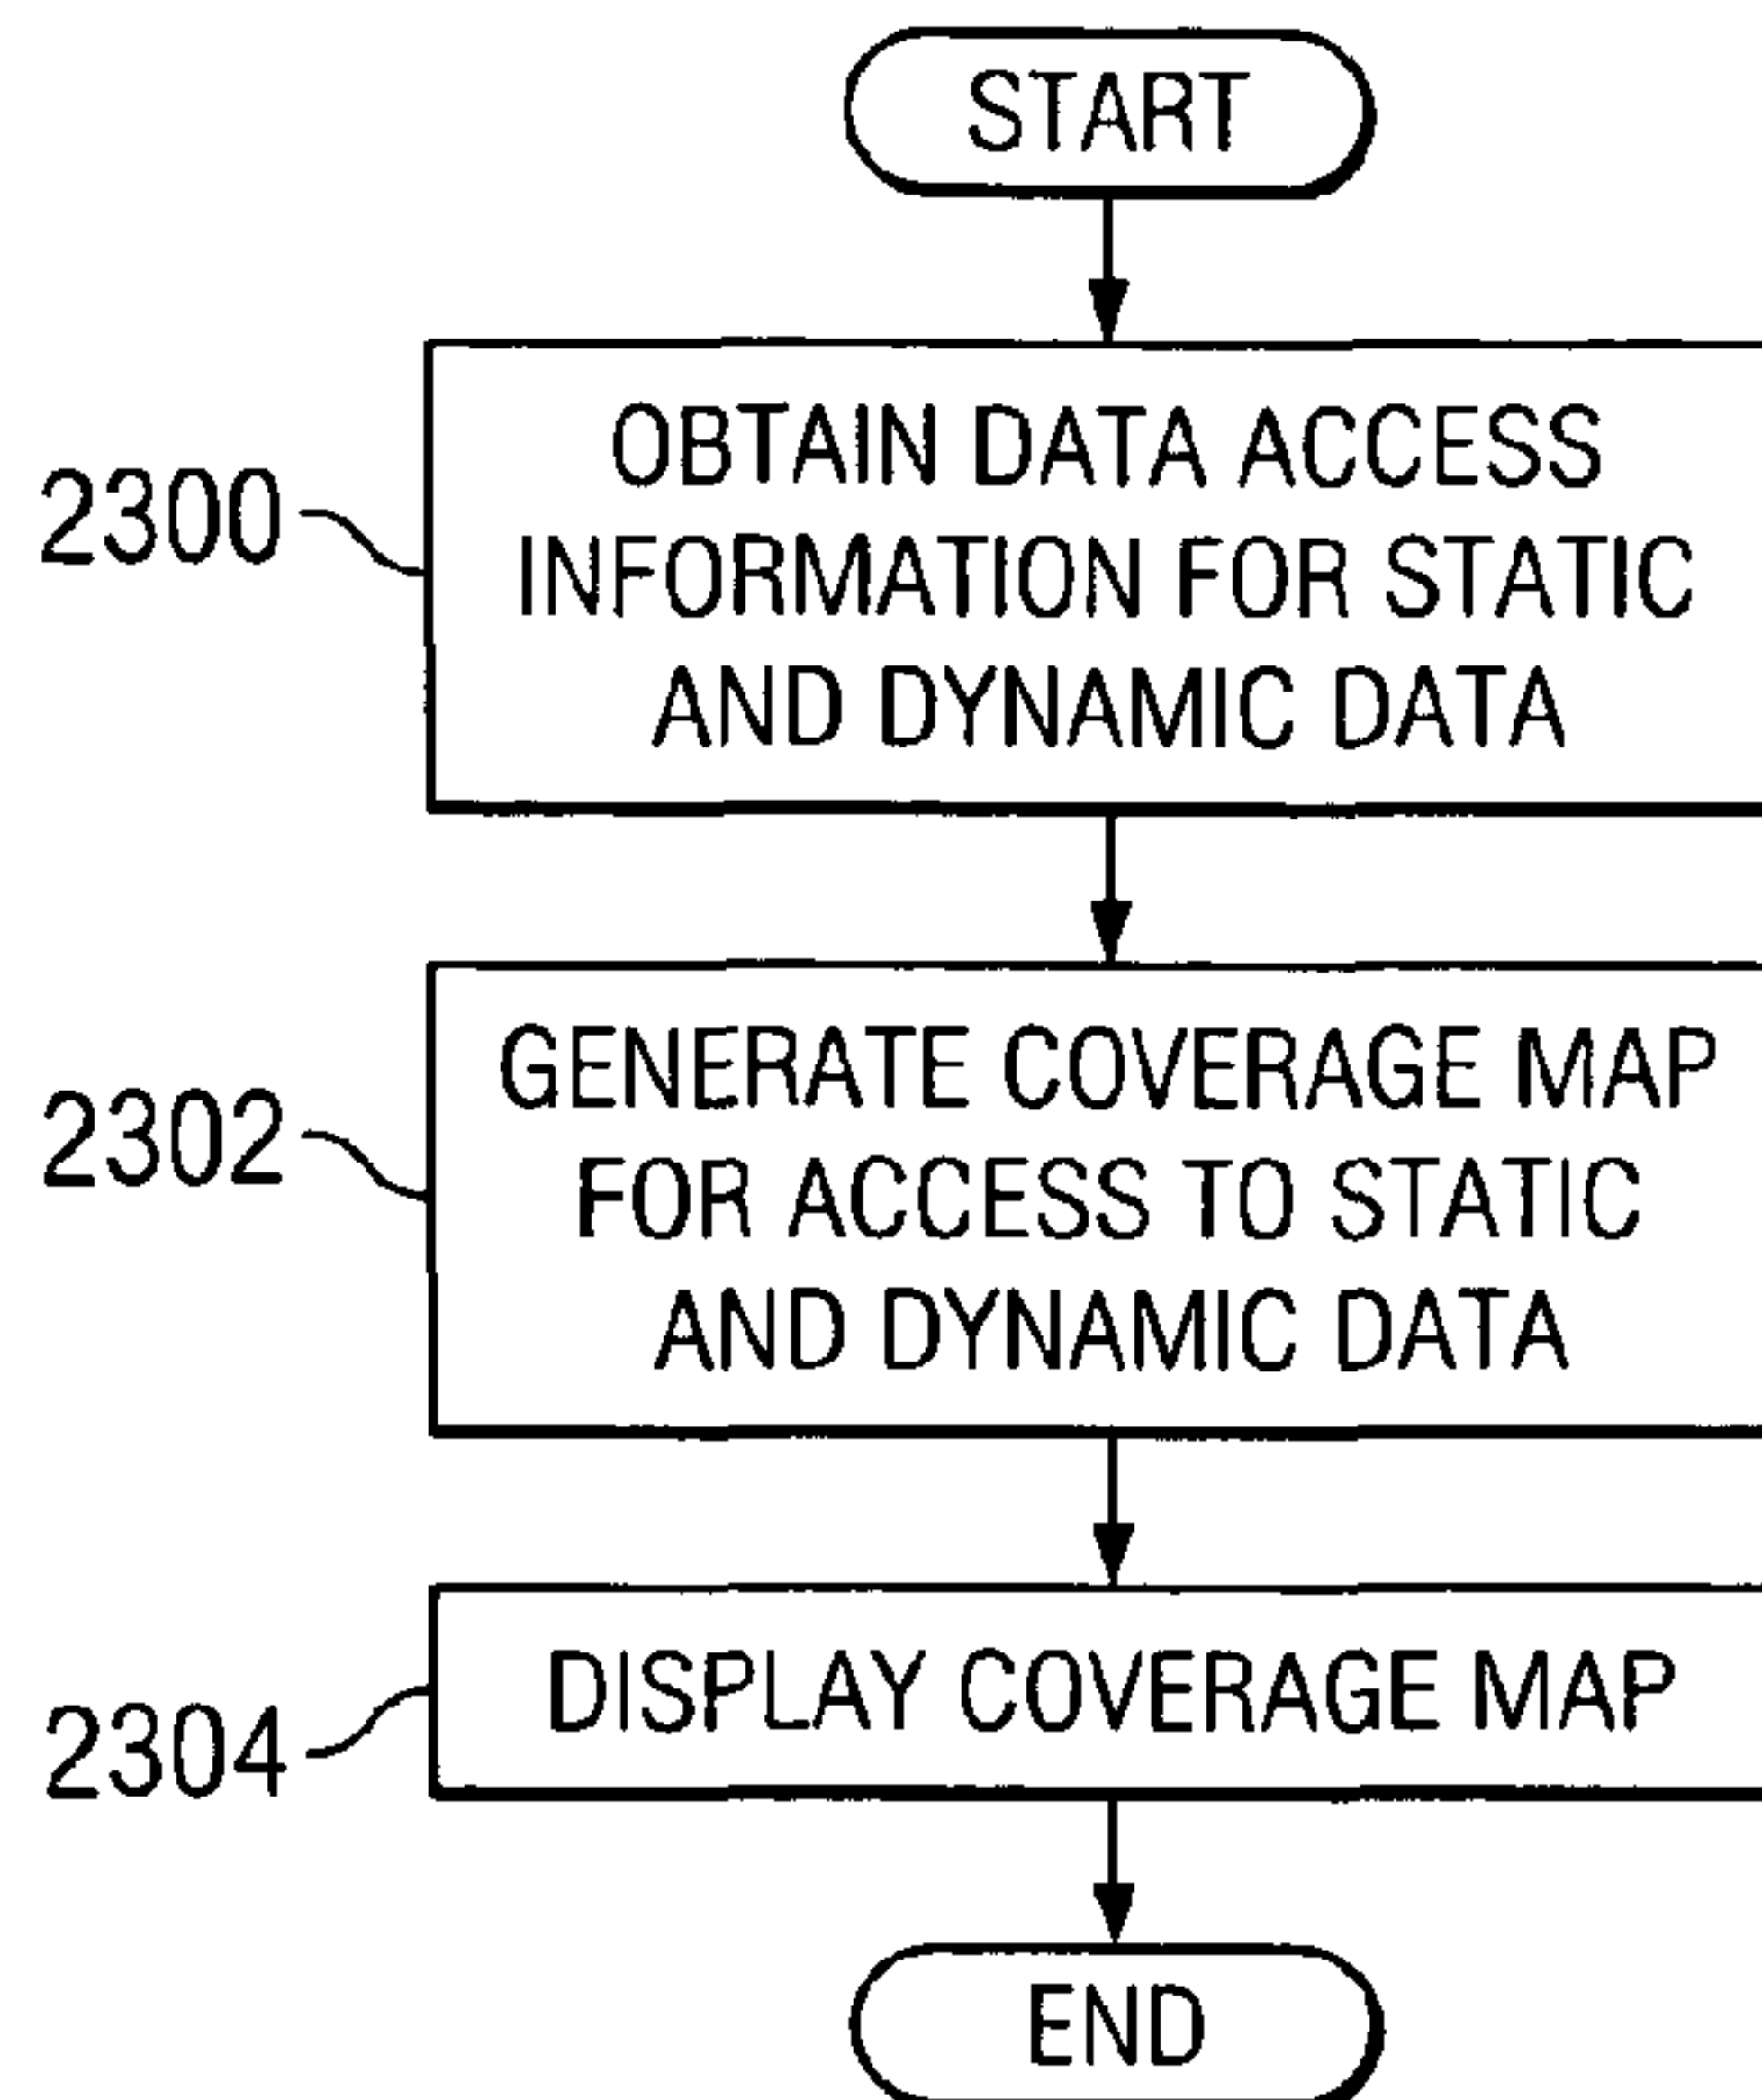 START
OBTAIN DATA ACCESS
INFORMATION FOR STATIC
AND DYNAMIC DATA
2300
GENERATE COVERAGE MAP
FOR ACCESS TO STATIC
AND DYNAMIC DATA
2302
DISPLAY COVERAGE MAP
2304
END